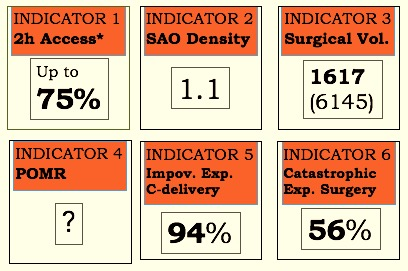 INDICATOR 1
2h Access*
Up to
75%
INDICATOR 2
SAO Density
1.1
INDICATOR 3
Surgical Vol.
1617
(6145)
INDICATOR 4
POMR
?
INDICATOR 5
Impov. Exp.
C-delivery
94%
INDICATOR 6
Catastrophic
Exp. Surgery
56%